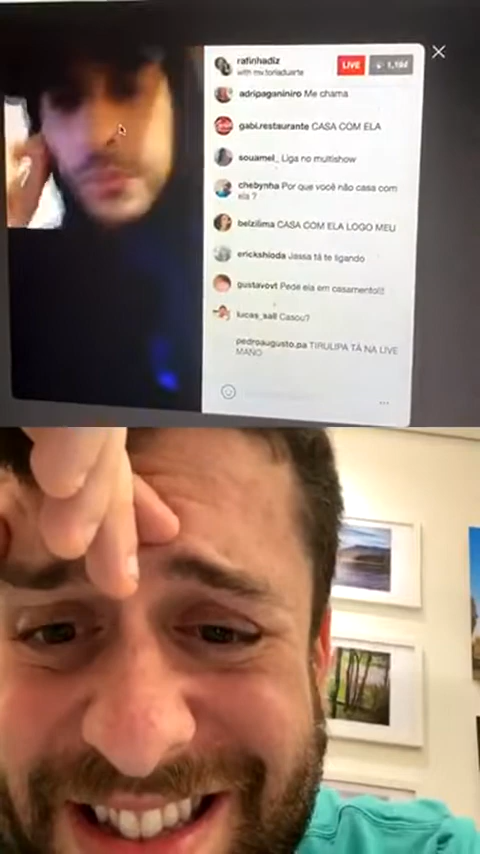 rafinhadiz
with mv.toriaduarte
LIVE
1,194
adripaganiniro Me chama
gabi.restaurante CASA COM ELA
souamel_ Liga no multishow
chebynha Por que você não casa com
ela ?
belzilima CASA COM ELA LOGO MEU
erickshioda Jassa tá te ligando
gustavovt Pede ela em casamento!!!
lucas_sall Casou?
pedroaugusto.pa TIRULIPA TÁ NA LIVE
MANO